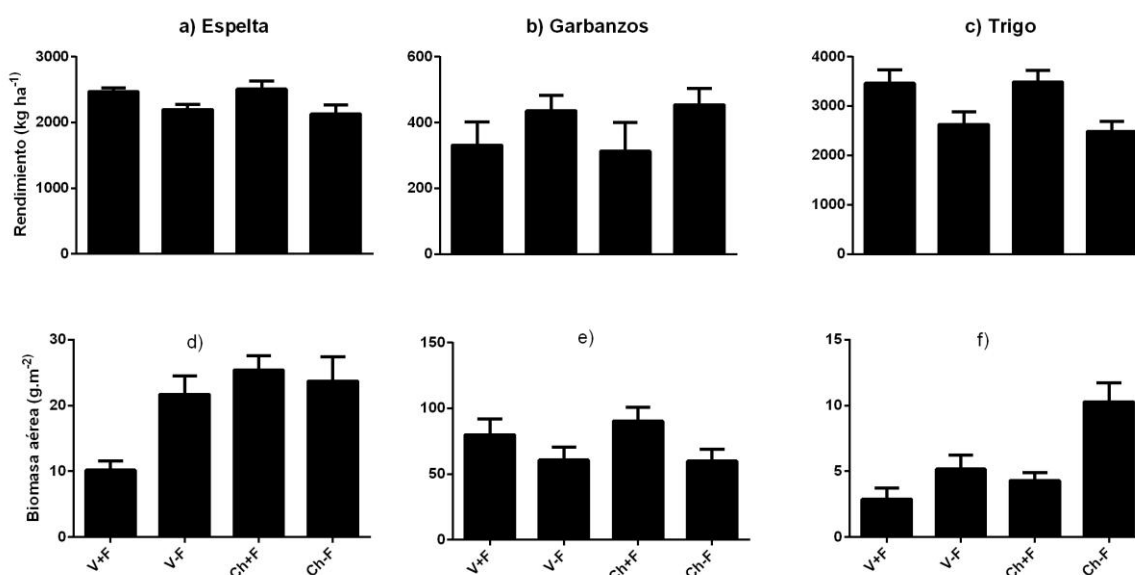 a) Espelta
b) Garbanzos
c) Trigo
Rendimiento (kg ha⁻¹)
3000
2000
1000
0
600
400
200
0
4000
3000
2000
1000
0
d)
e)
f)
Biomasa aérea (g.m⁻²)
30
20
10
0
150
100
50
0
15
10
5
0
V+F
V-F
Ch+F
Ch-F
V+F
V-F
Ch+F
Ch-F
V+F
V-F
Ch+F
Ch-F